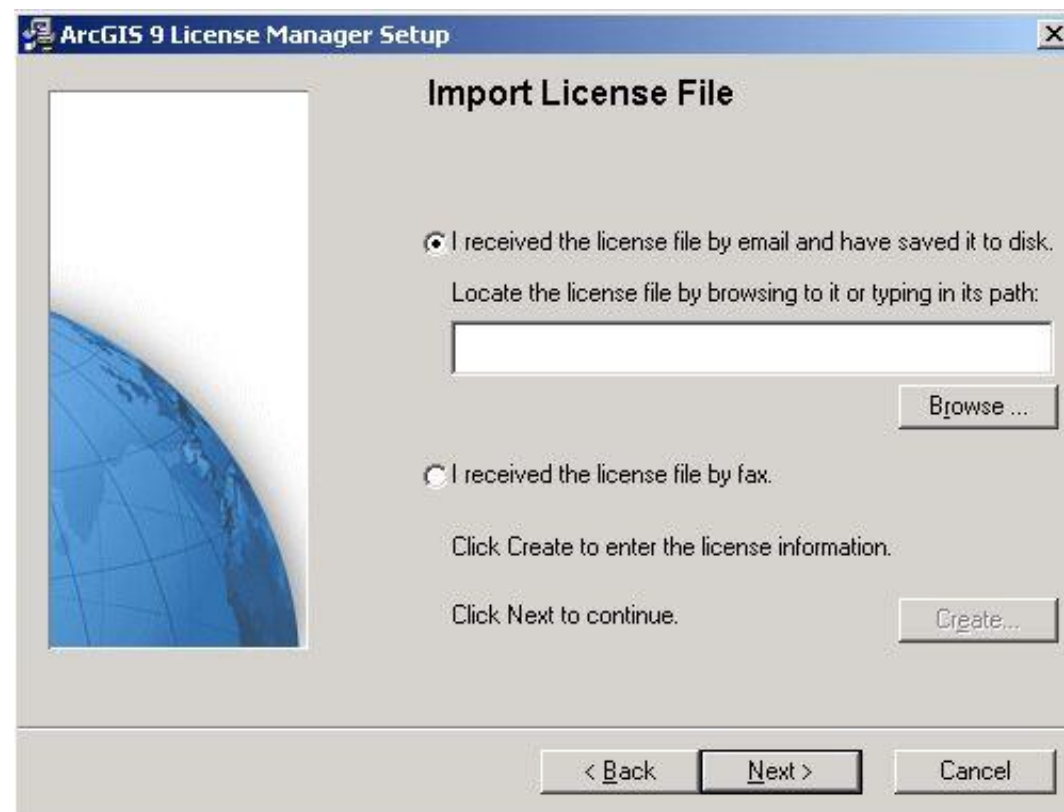 ArcGIS 9 License Manager Setup
Import License File
I received the license file by email and have saved it to disk.
Locate the license file by browsing to it or typing in its path:
Browse ...
I received the license file by fax.
Click Create to enter the license information.
Click Next to continue.
Create...
< Back
Next >
Cancel